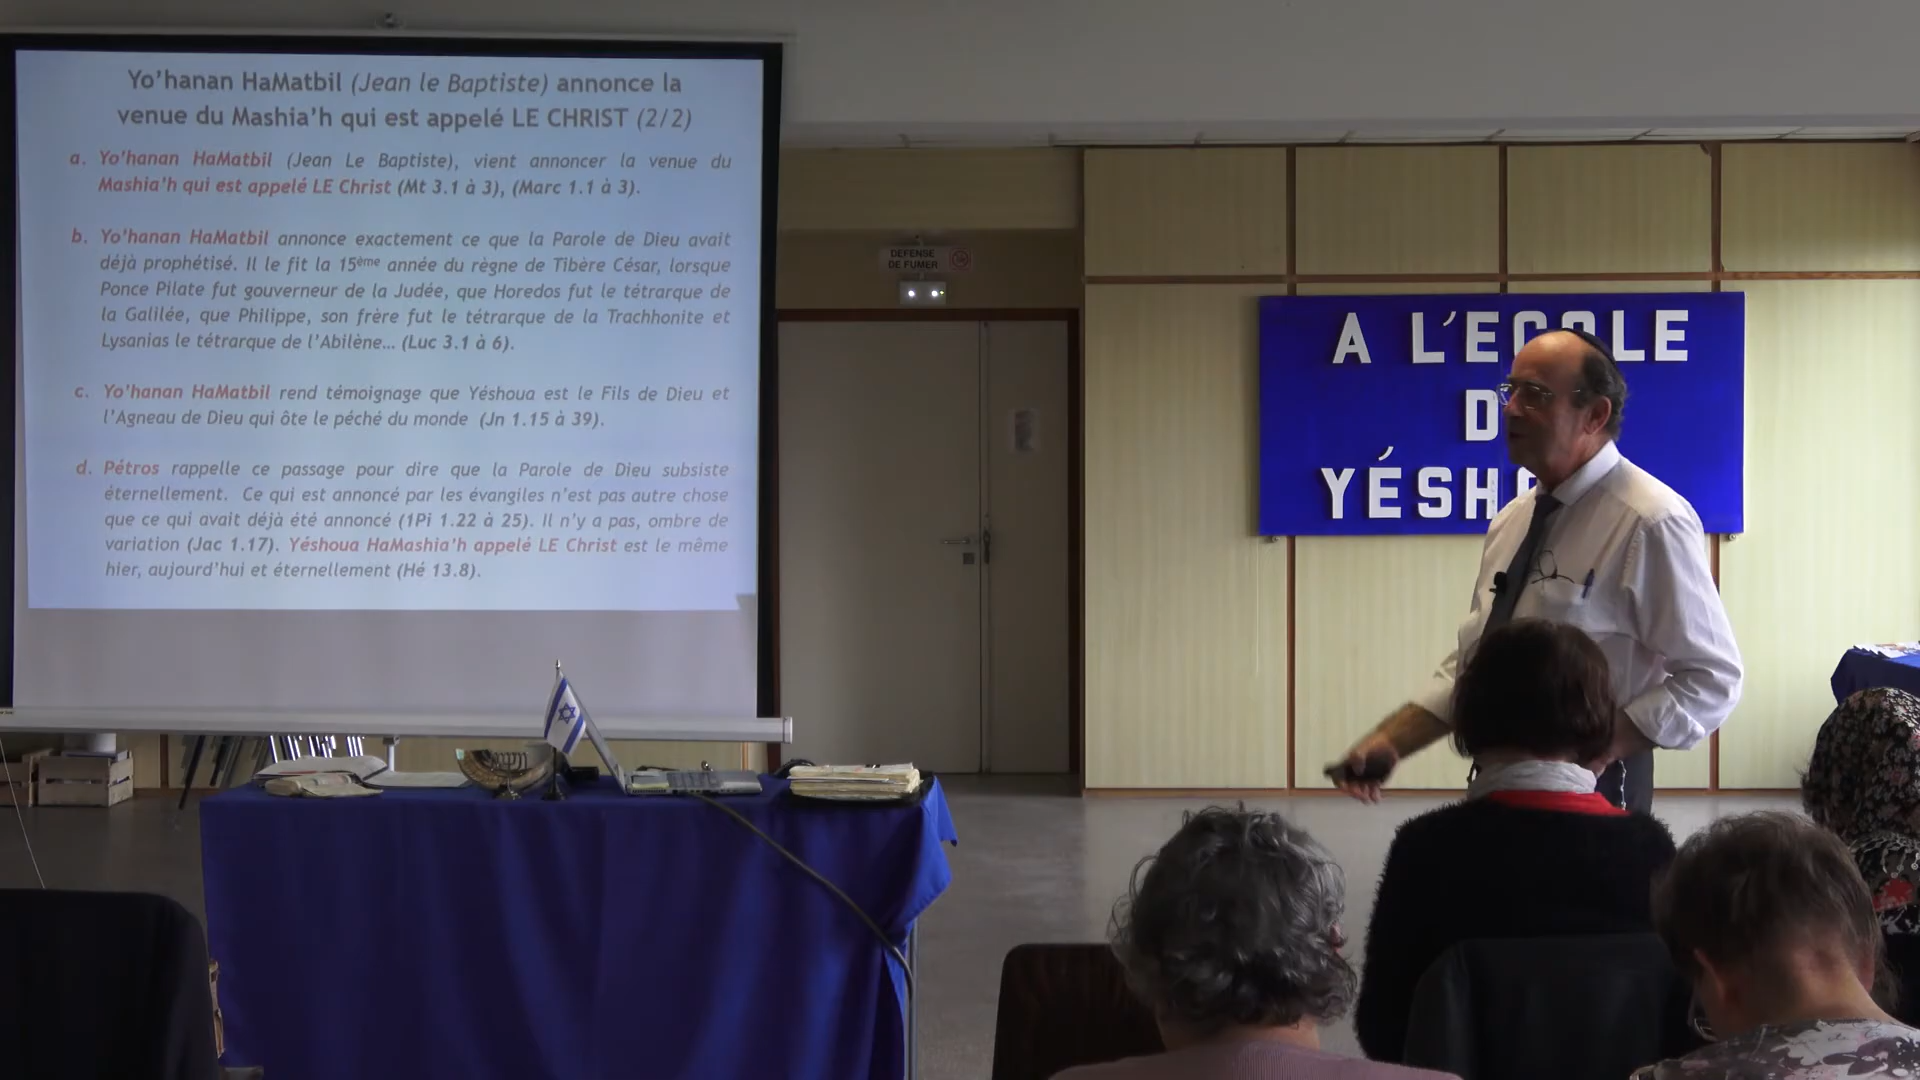 Yo’hanan HaMatbil (Jean le Baptiste) annonce la
venue du Mashia’h qui est appelé LE CHRIST (2/2)
a. Yo’hanan HaMatbil (Jean Le Baptiste), vient annoncer la venue du
Mashia’h qui est appelé LE Christ (Mt 3.1 à 3), (Marc 1.1 à 3).
b. Yo’hanan HaMatbil annonce exactement ce que la Parole de Dieu avait
déjà prophétisé. Il le fit la 15ème année du règne de Tibère César, lorsque
Ponce Pilate fut gouverneur de la Judée, que Horedos fut le tétrarque de
la Galilée, que Philippe, son frère fut le tétrarque de la Trachhonite et
Lysanias le tétrarque de l’Abilène… (Luc 3.1 à 6).
c. Yo’hanan HaMatbil rend témoignage que Yéshoua est le Fils de Dieu et
l’Agneau de Dieu qui ôte le péché du monde (Jn 1.15 à 39).
d. Pétros rappelle ce passage pour dire que la Parole de Dieu subsiste
éternellement. Ce qui est annoncé par les évangiles n’est pas autre chose
que ce qui avait déjà été annoncé (1Pi 1.22 à 25). Il n’y a pas, ombre de
variation (Jac 1.17). Yéshoua HaMashia’h appelé LE Christ est le même
hier, aujourd’hui et éternellement (Hé 13.8).
DEFENSE
DE FUMER
A L’ECOLE
D
YÉSH